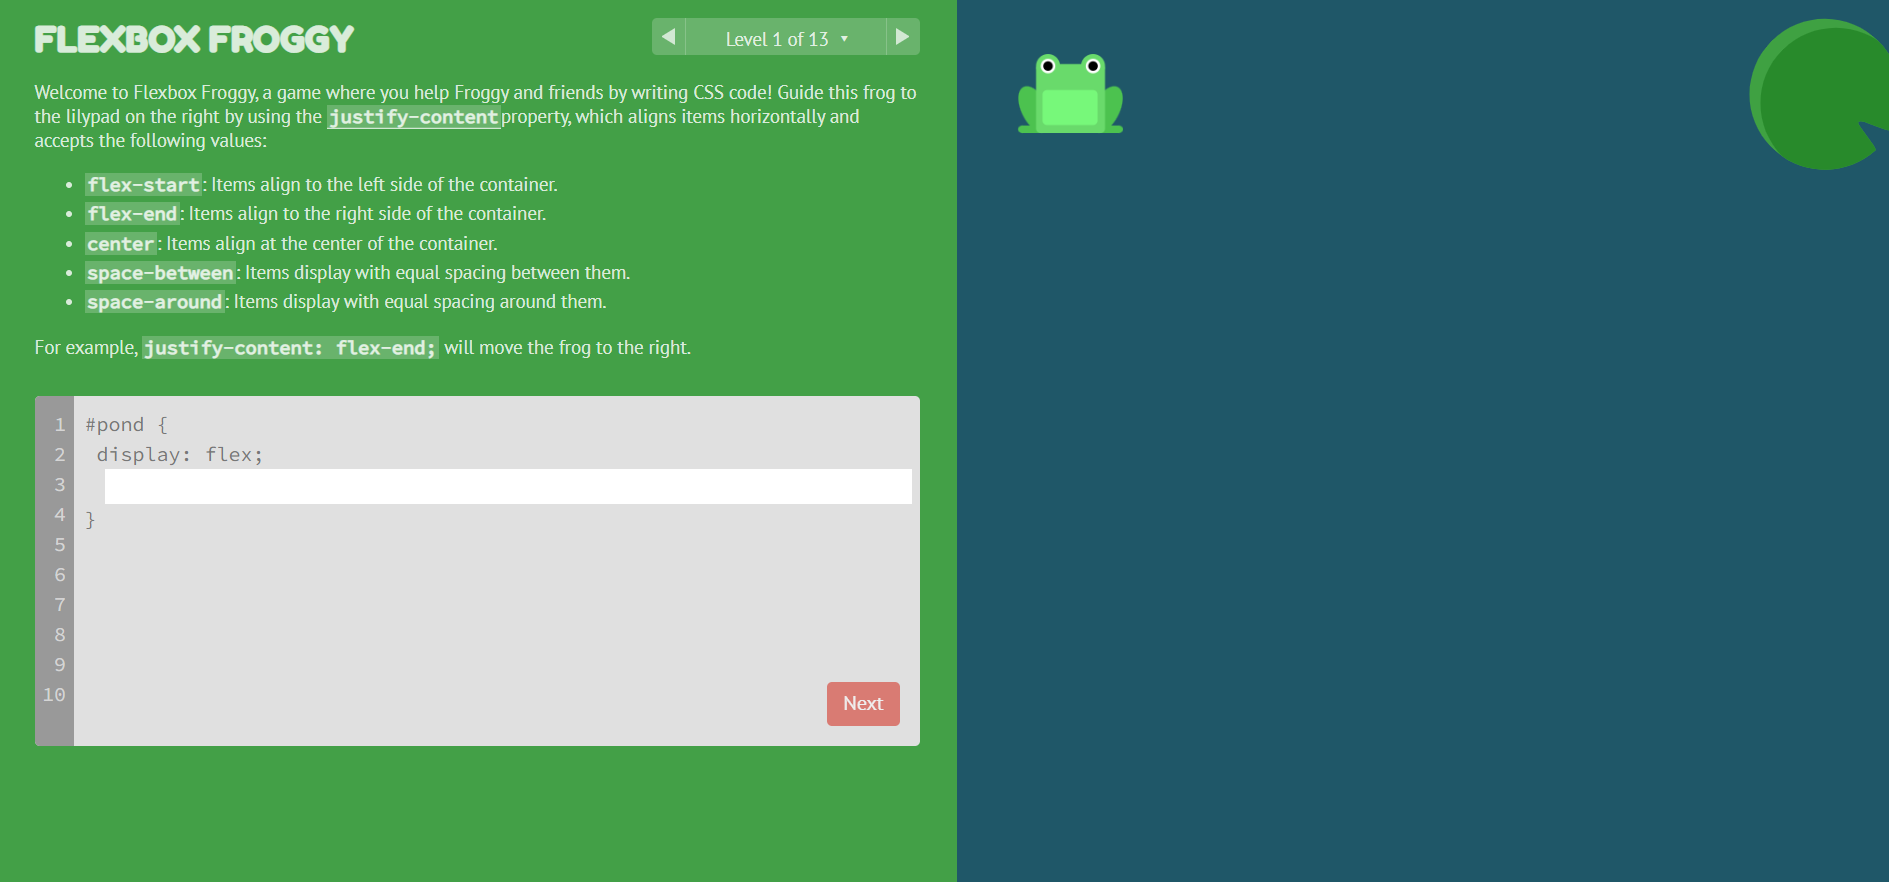 FLEXBOX FROGGY
Level 1 of 13
Welcome to Flexbox Froggy, a game where you help Froggy and friends by writing CSS code! Guide this frog to
the lilypad on the right by using the justify-content property, which aligns items horizontally and
accepts the following values:
flex-start: Items align to the left side of the container.
flex-end: Items align to the right side of the container.
center: Items align at the center of the container.
space-between: Items display with equal spacing between them.
space-around: Items display with equal spacing around them.
For example, justify-content: flex-end; will move the frog to the right.
1 #pond {
2 display: flex;
3
4 }
5
6
7
8
9
10
Next